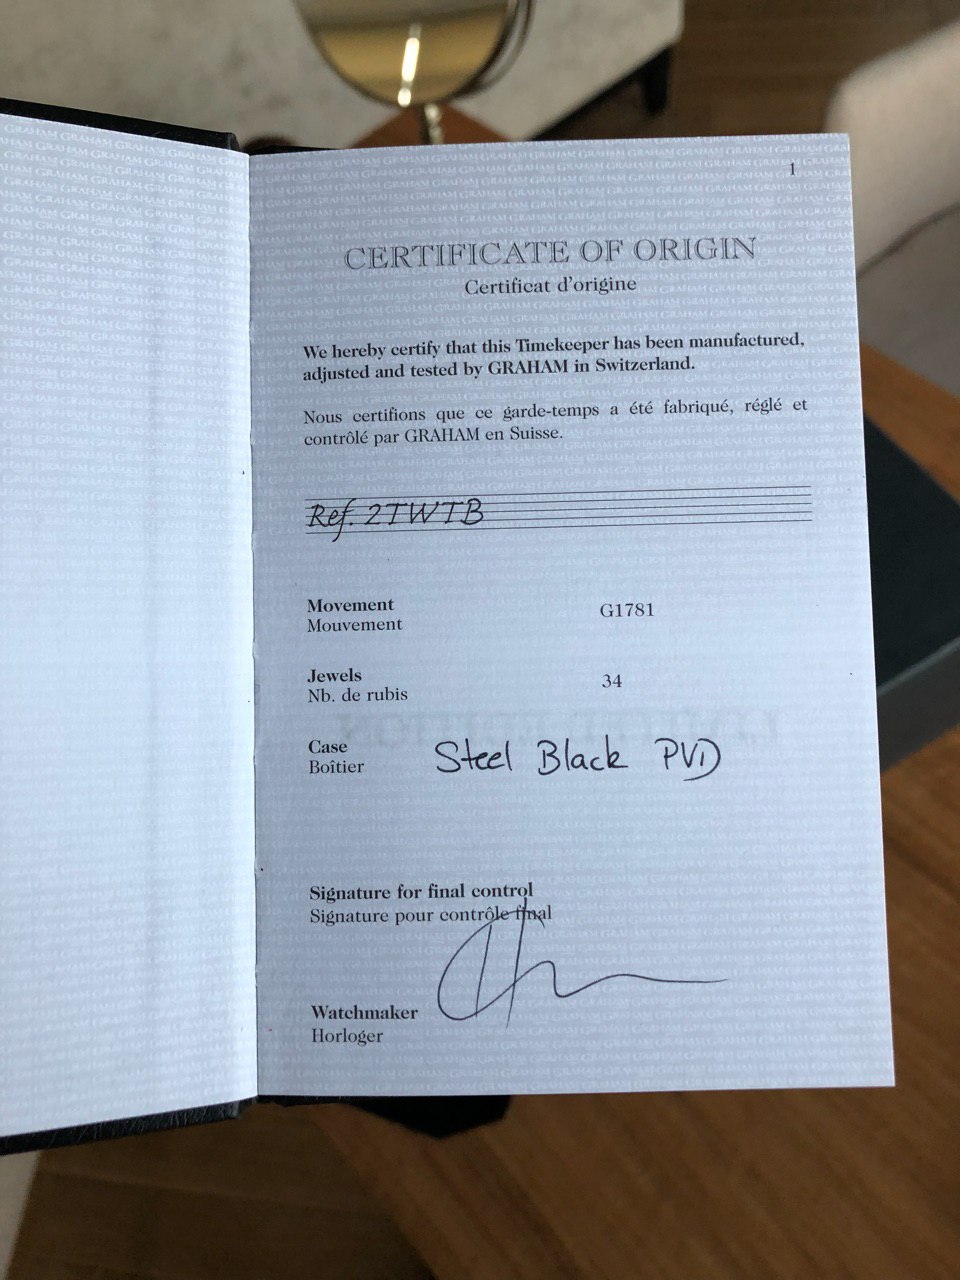 1
CERTIFICATE OF ORIGIN
Certificat d'origine
We hereby certify that this Timekeeper has been manufactured,
adjusted and tested by GRAHAM in Switzerland.
Nous certifions que ce garde-temps a été fabriqué, réglé et
contrôlé par GRAHAM en Suisse.
Ref. 2TWTB
Movement G1781
Mouvement
Jewels 34
Nb. de rubis
Case Steel Black PVD
Boîtier
Signature for final control
Signature pour contrôle final
Watchmaker
Horloger